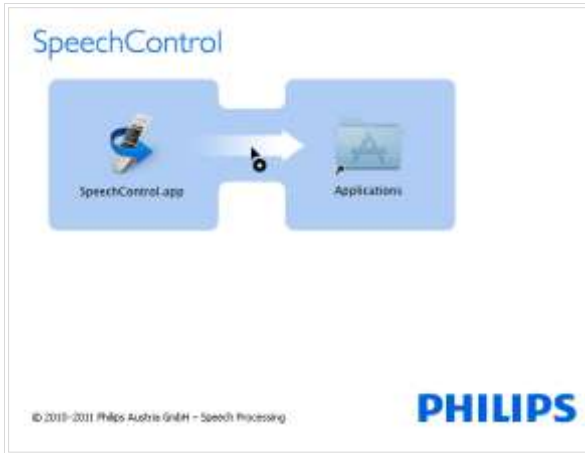 SpeechControl
SpeechControl.app
Applications
© 2010-2011 Philips Austria GmbH – Speech Processing
PHILIPS